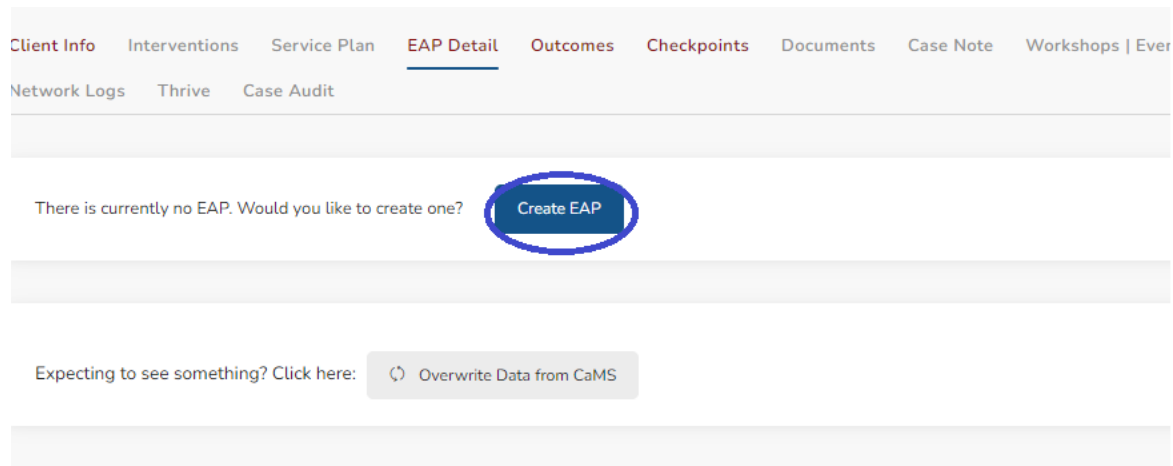 Client Info Interventions Service Plan EAP Detail Outcomes Checkpoints Documents Case Note Workshops |
Network Logs Thrive Case Audit
There is currently no EAP. Would you like to create one? Create EAP
Expecting to see something? Click here: Overwrite Data from CaMS